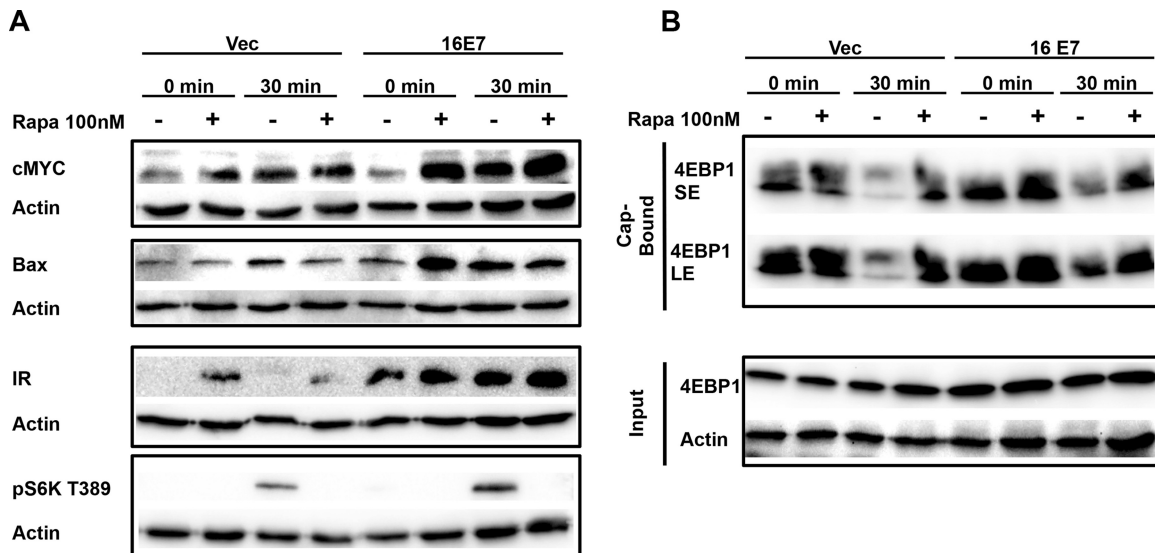 A
Vec 16E7
0 min 30 min 0 min 30 min
Rapa 100nM - + - + - + - +
cMYC
Actin
Bax
Actin
IR
Actin
pS6K T389
Actin
B
Vec 16 E7
0 min 30 min 0 min 30 min
Rapa 100nM - + - + - + - +
Cap-
Bound
4EBP1
SE
4EBP1
LE
Input
4EBP1
Actin